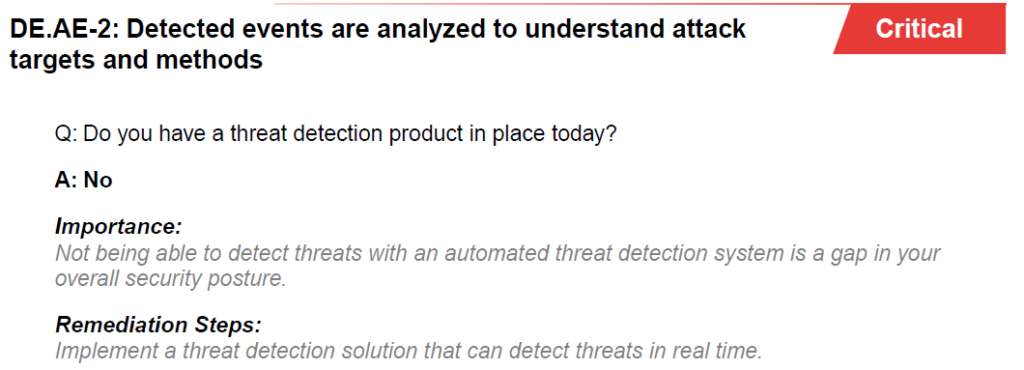 DE.AE-2: Detected events are analyzed to understand attack
targets and methods
Critical
Q: Do you have a threat detection product in place today?
A: No
Importance:
Not being able to detect threats with an automated threat detection system is a gap in your
overall security posture.
Remediation Steps:
Implement a threat detection solution that can detect threats in real time.